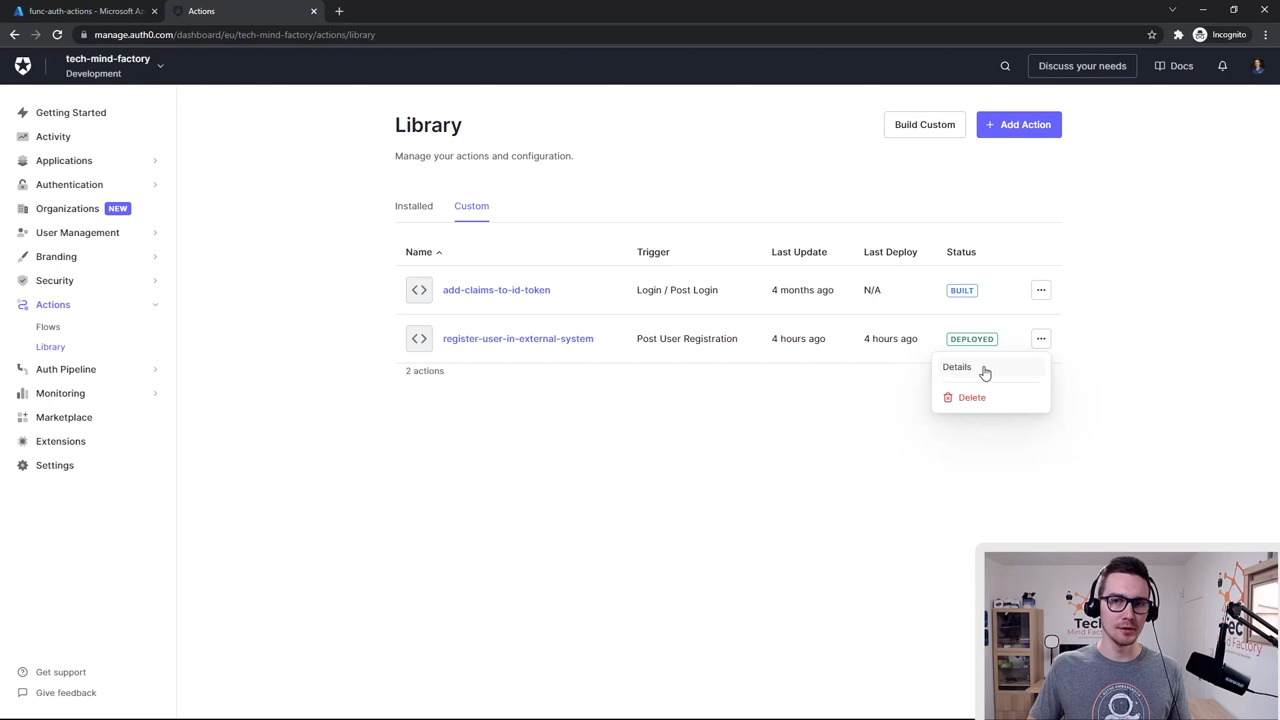 func-auth-actions - Microsoft Az
Actions
manage.auth0.com/dashboard/eu/tech-mind-factory/actions/library
Incognito
tech-mind-factory
Development
Discuss your needs
Docs
Getting Started
Activity
Applications
Authentication
Organizations NEW
User Management
Branding
Security
Actions
Flows
Library
Auth Pipeline
Monitoring
Marketplace
Extensions
Settings
Get support
Give feedback
Library
Build Custom
+ Add Action
Manage your actions and configuration.
Installed Custom
Name Trigger Last Update Last Deploy Status
add-claims-to-id-token Login / Post Login 4 months ago N/A BUILT
register-user-in-external-system Post User Registration 4 hours ago 4 hours ago DEPLOYED
2 actions
Details
Delete
Tech
Mind Factory